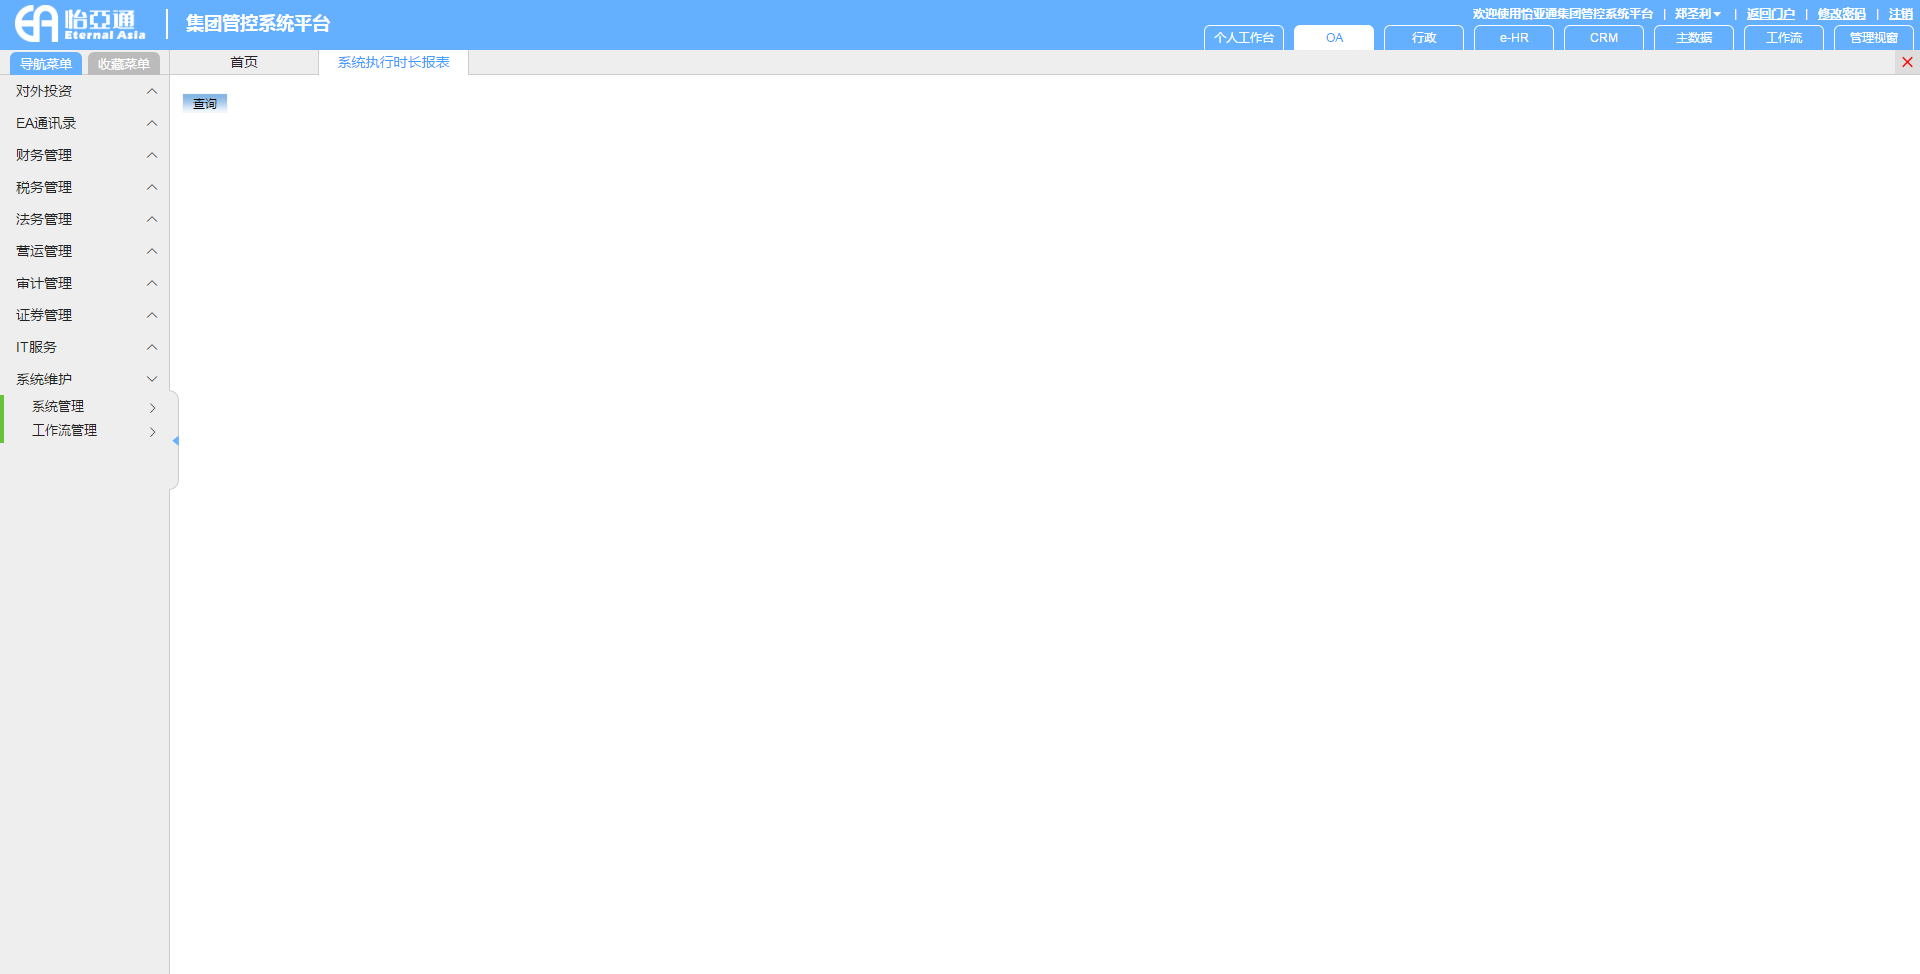 怡亞通
Eternal Asia
集团管控系统平台
欢迎使用怡亚通集团管控系统平台 | 郑圣利 | 返回门户 | 修改密码 | 注销
个人工作台 OA 行政 e-HR CRM 主数据 工作流 管理视窗
导航菜单 收藏菜单 首页 系统执行时长报表
查询
对外投资
EA通讯录
财务管理
税务管理
法务管理
营运管理
审计管理
证券管理
IT服务
系统维护
系统管理
工作流管理